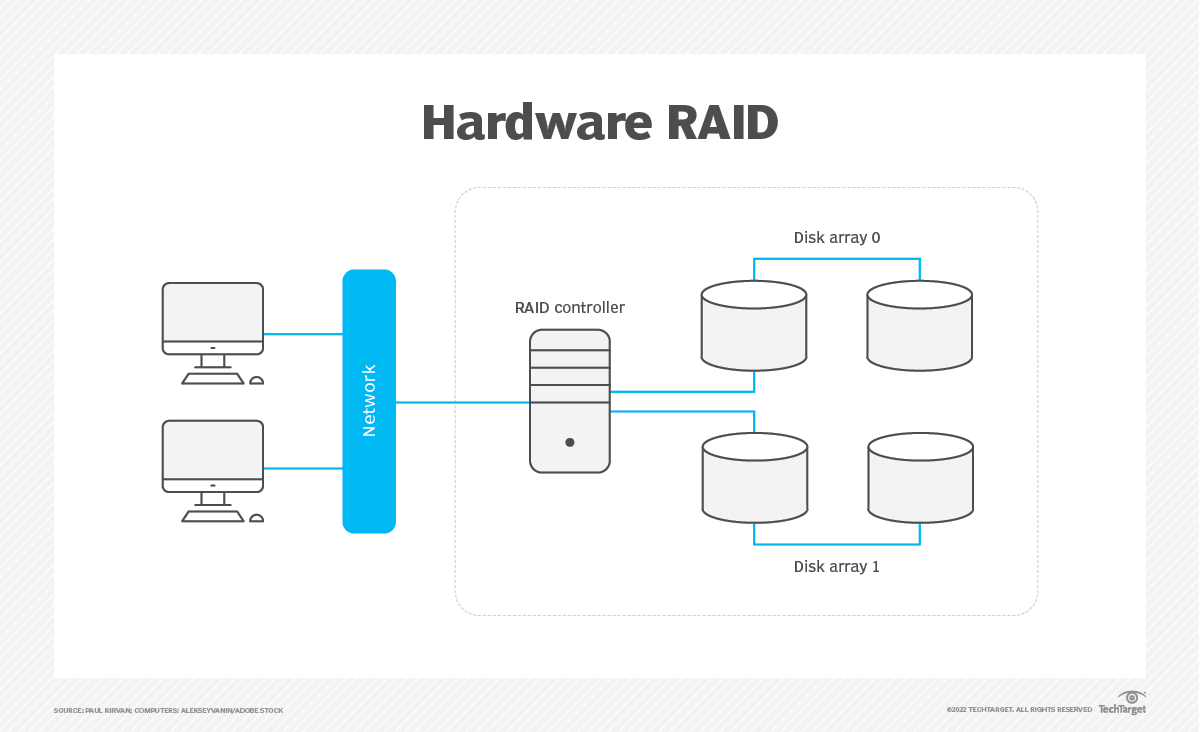 Hardware RAID
Disk array 0
RAID controller
Network
Disk array 1
SOURCE: PAUL KIRVAN; COMPUTERS: ALEKSEYVANIN/ADOBE STOCK
©2022 TECHTARGET. ALL RIGHTS RESERVED
TechTarget